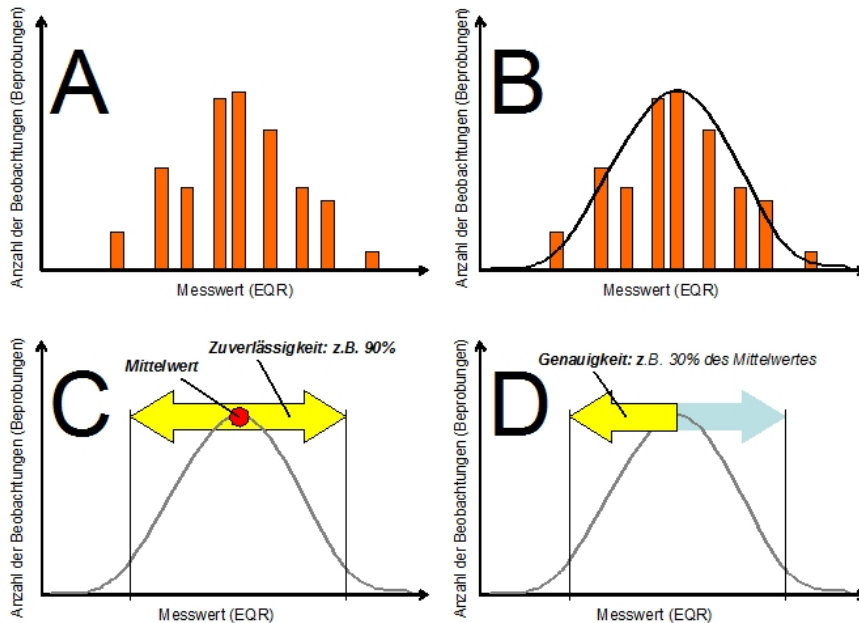 A
Anzahl der Beobachtungen (Beprobungen)
Messwert (EQR)
B
Anzahl der Beobachtungen (Beprobungen)
Messwert (EQR)
C
Anzahl der Beobachtungen (Beprobungen)
Zuverlässigkeit: z.B. 90%
Mittelwert
Messwert (EQR)
D
Anzahl der Beobachtungen (Beprobungen)
Genauigkeit: z.B. 30% des Mittelwertes
Messwert (EQR)